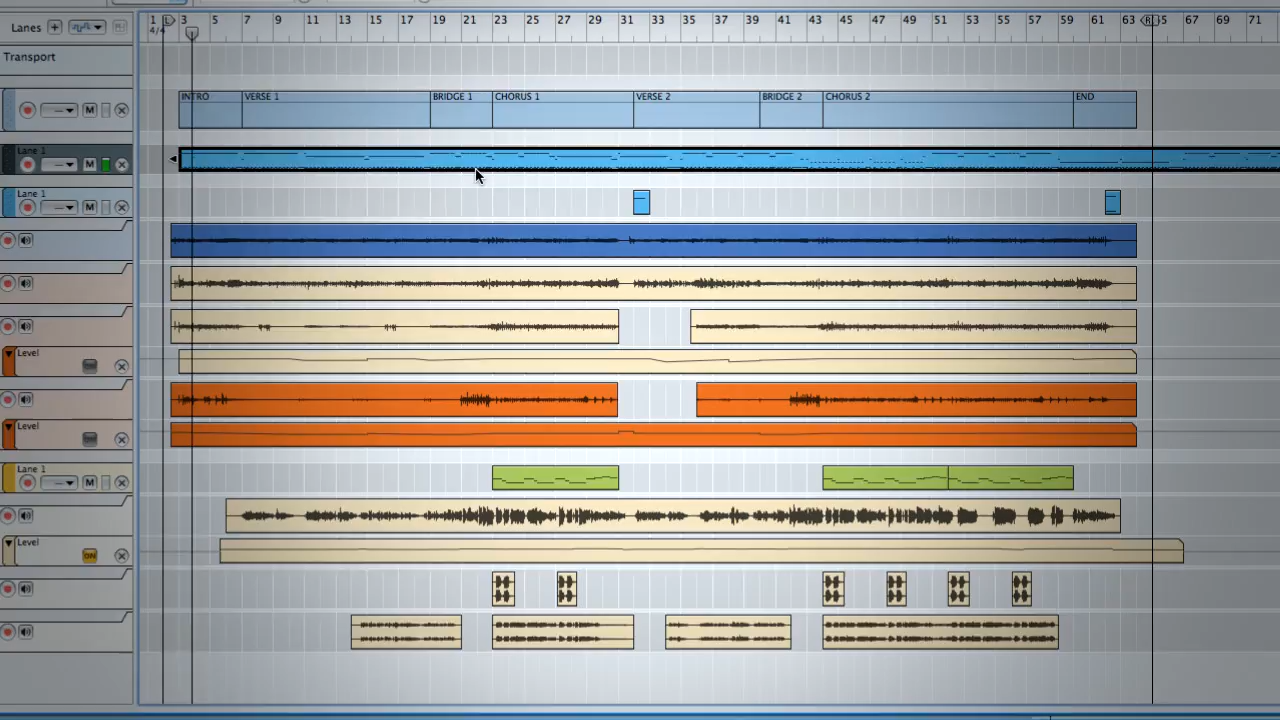 Lanes
1 L 3 5 7 9 11 13 15 17 19 21 23 25 27 29 31 33 35 37 39 41 43 45 47 49 51 53 55 57 59 61 63 R 65 67 69 71
4/4
Transport
M
INTRO VERSE 1 BRIDGE 1 CHORUS 1 VERSE 2 BRIDGE 2 CHORUS 2 END
Lane 1
M
Lane 1
M
Level
Level
Lane 1
M
Level
ON